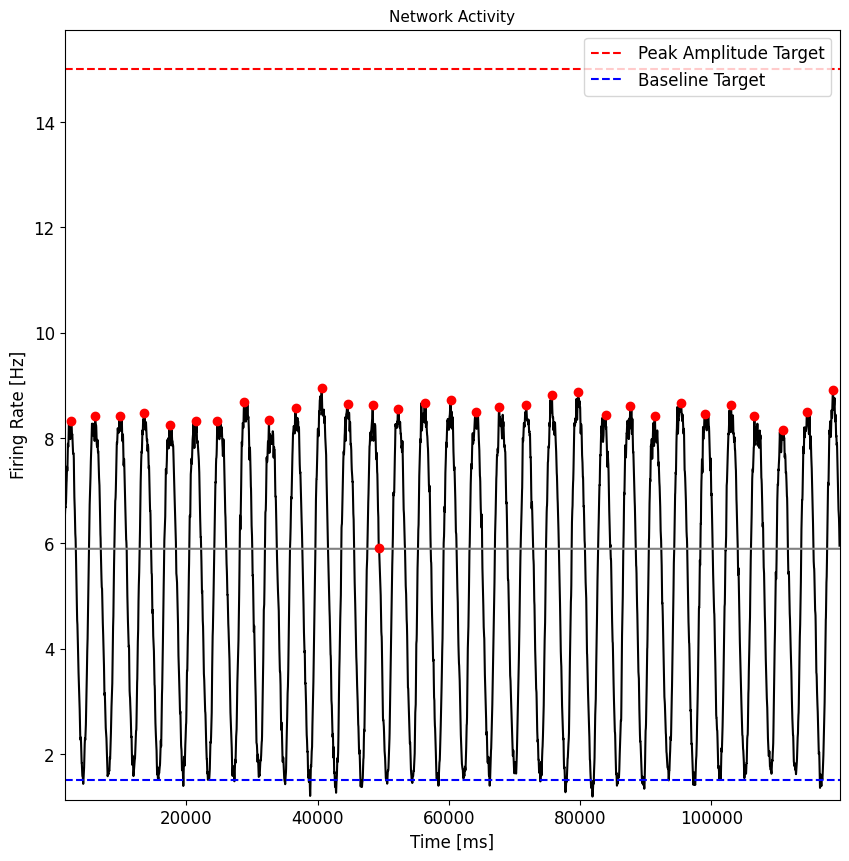 Network Activity
Peak Amplitude Target
Baseline Target
14
12
10
8
6
4
2
Firing Rate [Hz]
20000 40000 60000 80000 100000
Time [ms]